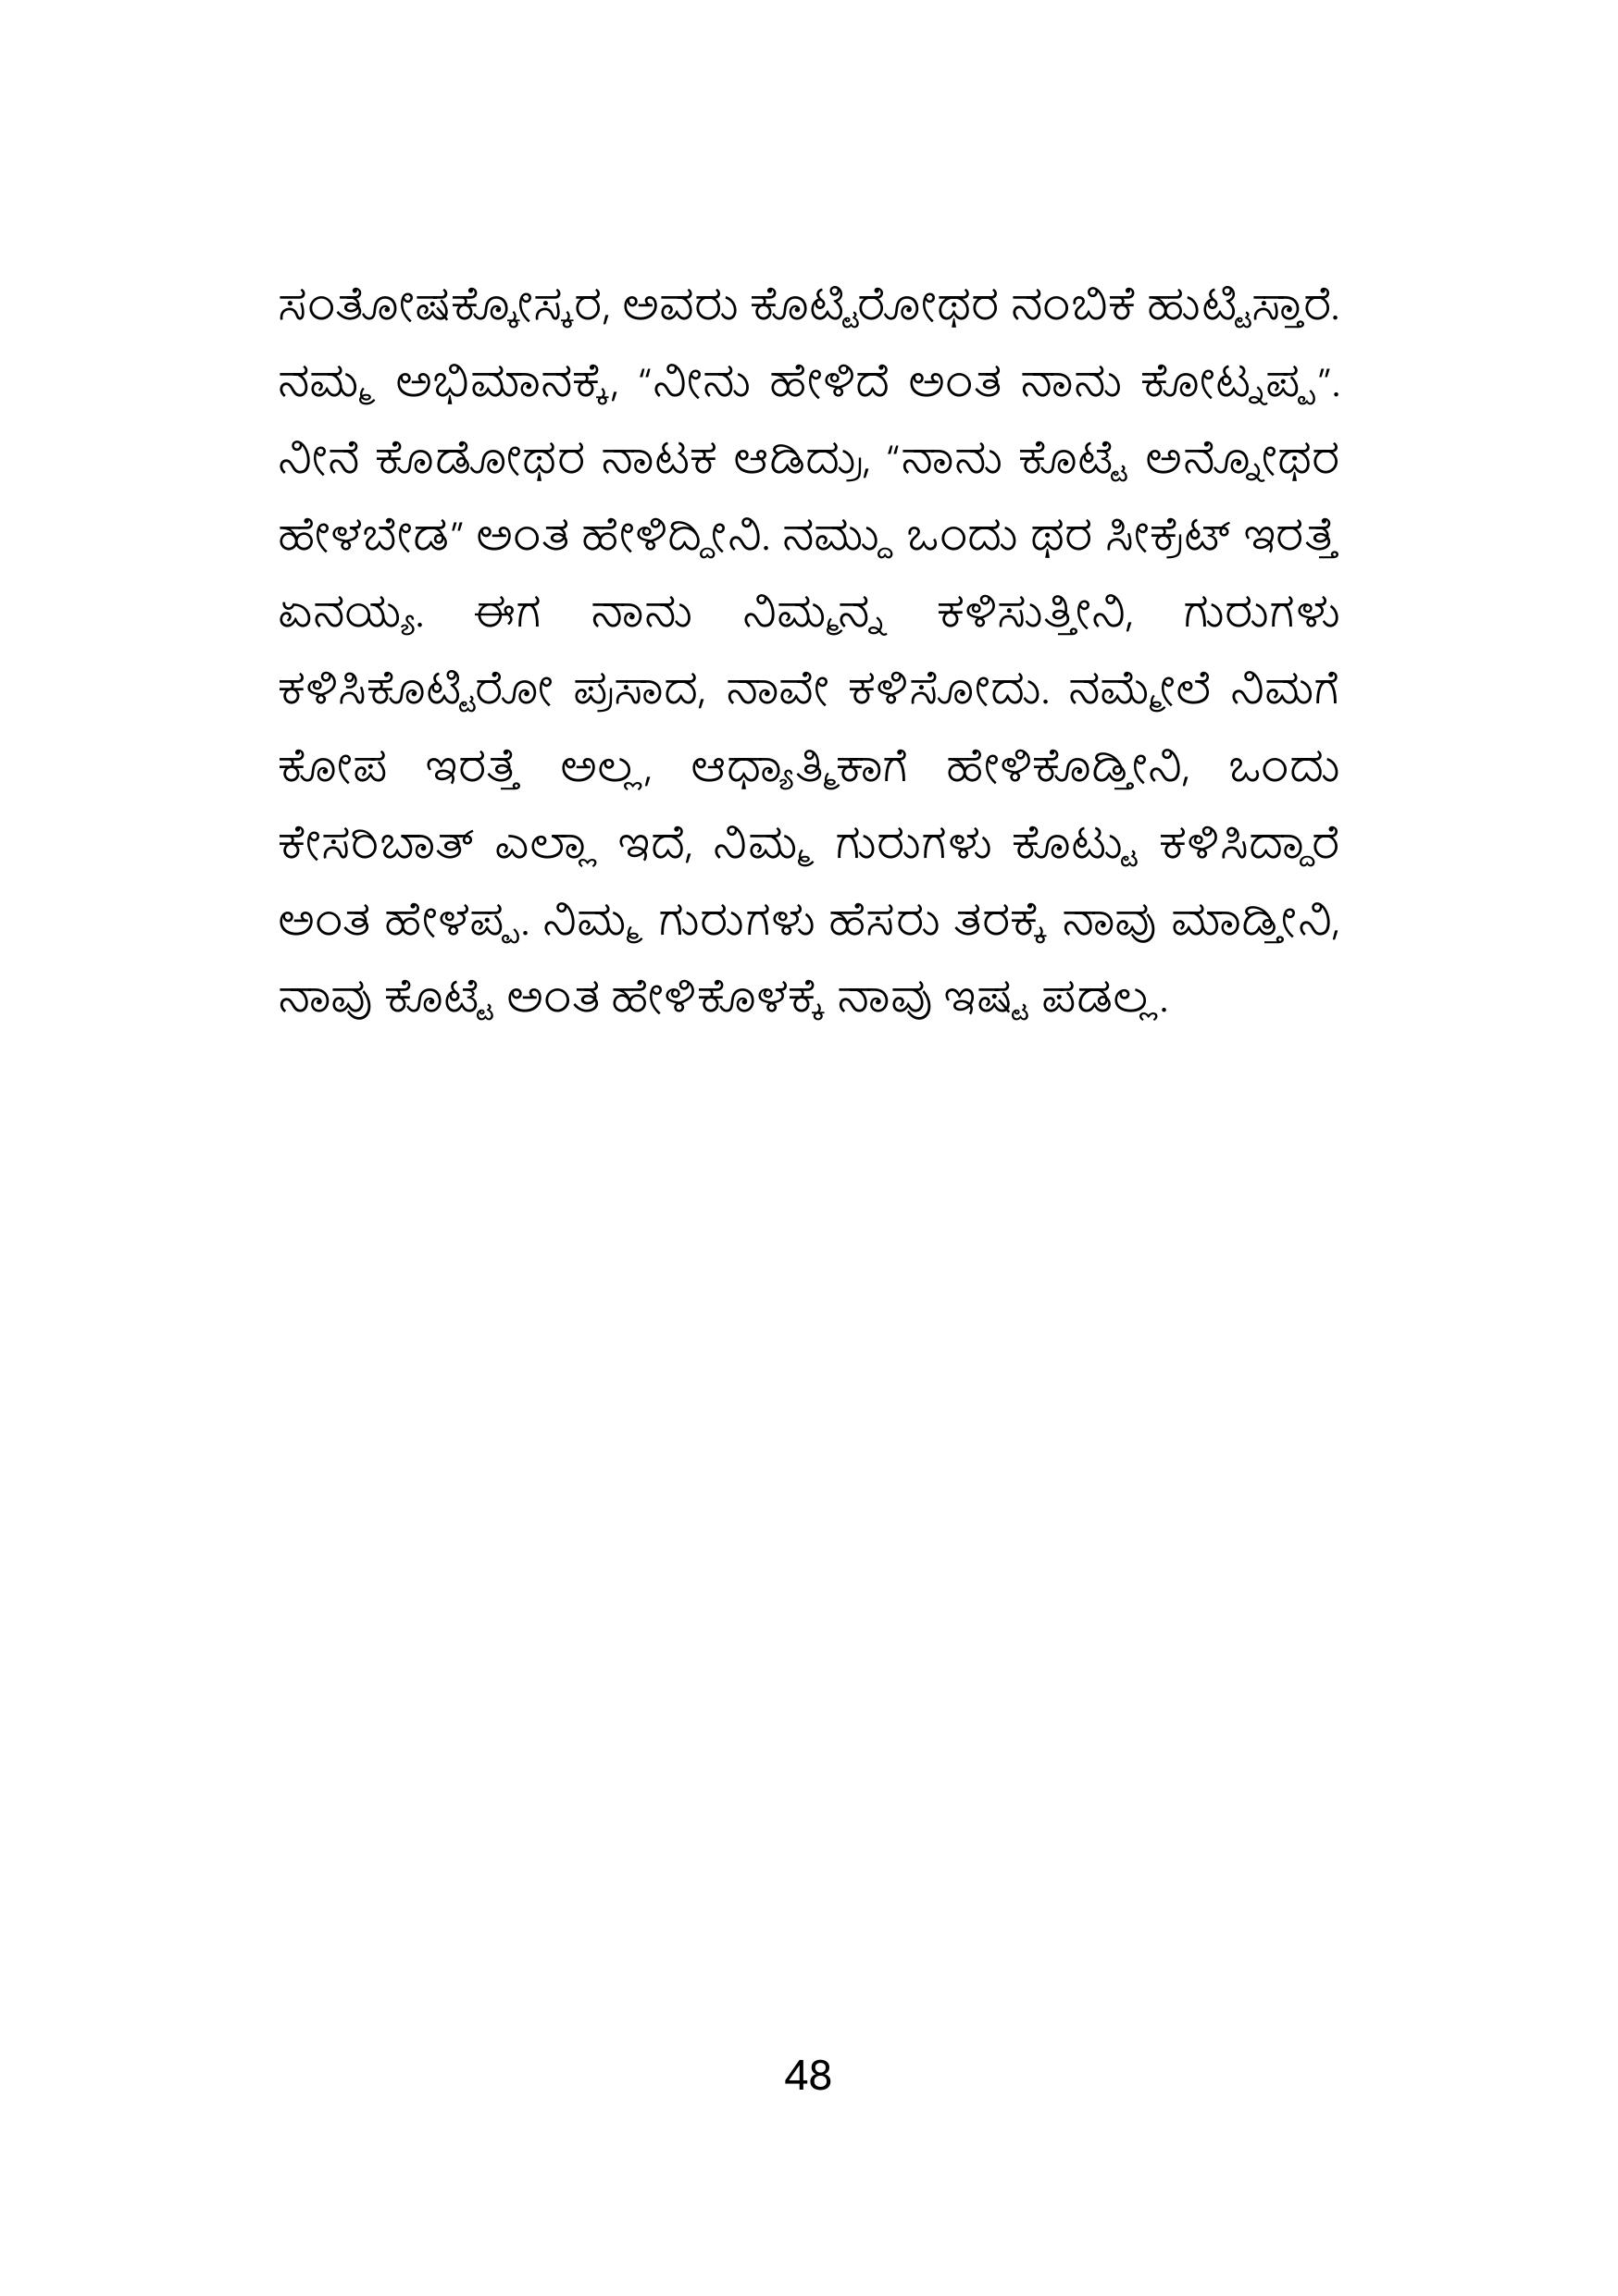 ಸಂತೋಷಕ್ಕೋಸ್ಕರ, ಅವರು ಕೊಟ್ಟಿರೋಥರ ನಂಬಿಕೆ ಹುಟ್ಟಿಸ್ತಾರೆ.
ನಮ್ಮ ಅಭಿಮಾನಕ್ಕೆ, “ನೀನು ಹೇಳಿದೆ ಅಂತ ನಾನು ಕೋಟ್ನಪ್ಪ”.
ನೀನೆ ಕೊಡೋಥರ ನಾಟಕ ಆಡಿದ್ರು, “ನಾನು ಕೊಟ್ಟೆ ಅನ್ನೋಥರ
ಹೇಳಬೇಡ” ಅಂತ ಹೇಳಿದ್ದೀನಿ. ನಮ್ದು ಒಂದು ಥರ ಸೀಕ್ರೆಟ್ ಇರತ್ತೆ
ಏನಯ್ಯ. ಈಗ ನಾನು ನಿಮ್ಮನ್ನ ಕಳಿಸುತ್ತೀನಿ, ಗುರುಗಳು
ಕಳಿಸಿಕೊಟ್ಟಿರೋ ಪ್ರಸಾದ, ನಾವೇ ಕಳಿಸೋದು. ನಮ್ಮೇಲೆ ನಿಮಗೆ
ಕೋಪ ಇರತ್ತೆ ಅಲ್ಲ, ಆಧ್ಯಾತ್ಮಿಕಾಗೆ ಹೇಳಿಕೊಡ್ತೀನಿ, ಒಂದು
ಕೇಸರಿಬಾತ್ ಎಲ್ಲಾ ಇದೆ, ನಿಮ್ಮ ಗುರುಗಳು ಕೊಟ್ಟು ಕಳಿಸಿದ್ದಾರೆ
ಅಂತ ಹೇಳಪ್ಪ. ನಿಮ್ಮ ಗುರುಗಳು ಹೆಸರು ತರಕ್ಕೆ ನಾವು ಮಾಡ್ತೀನಿ,
ನಾವು ಕೊಟ್ಟೆ ಅಂತ ಹೇಳಿಕೊಳಕ್ಕೆ ನಾವು ಇಷ್ಟ ಪಡಲ್ಲ.
48